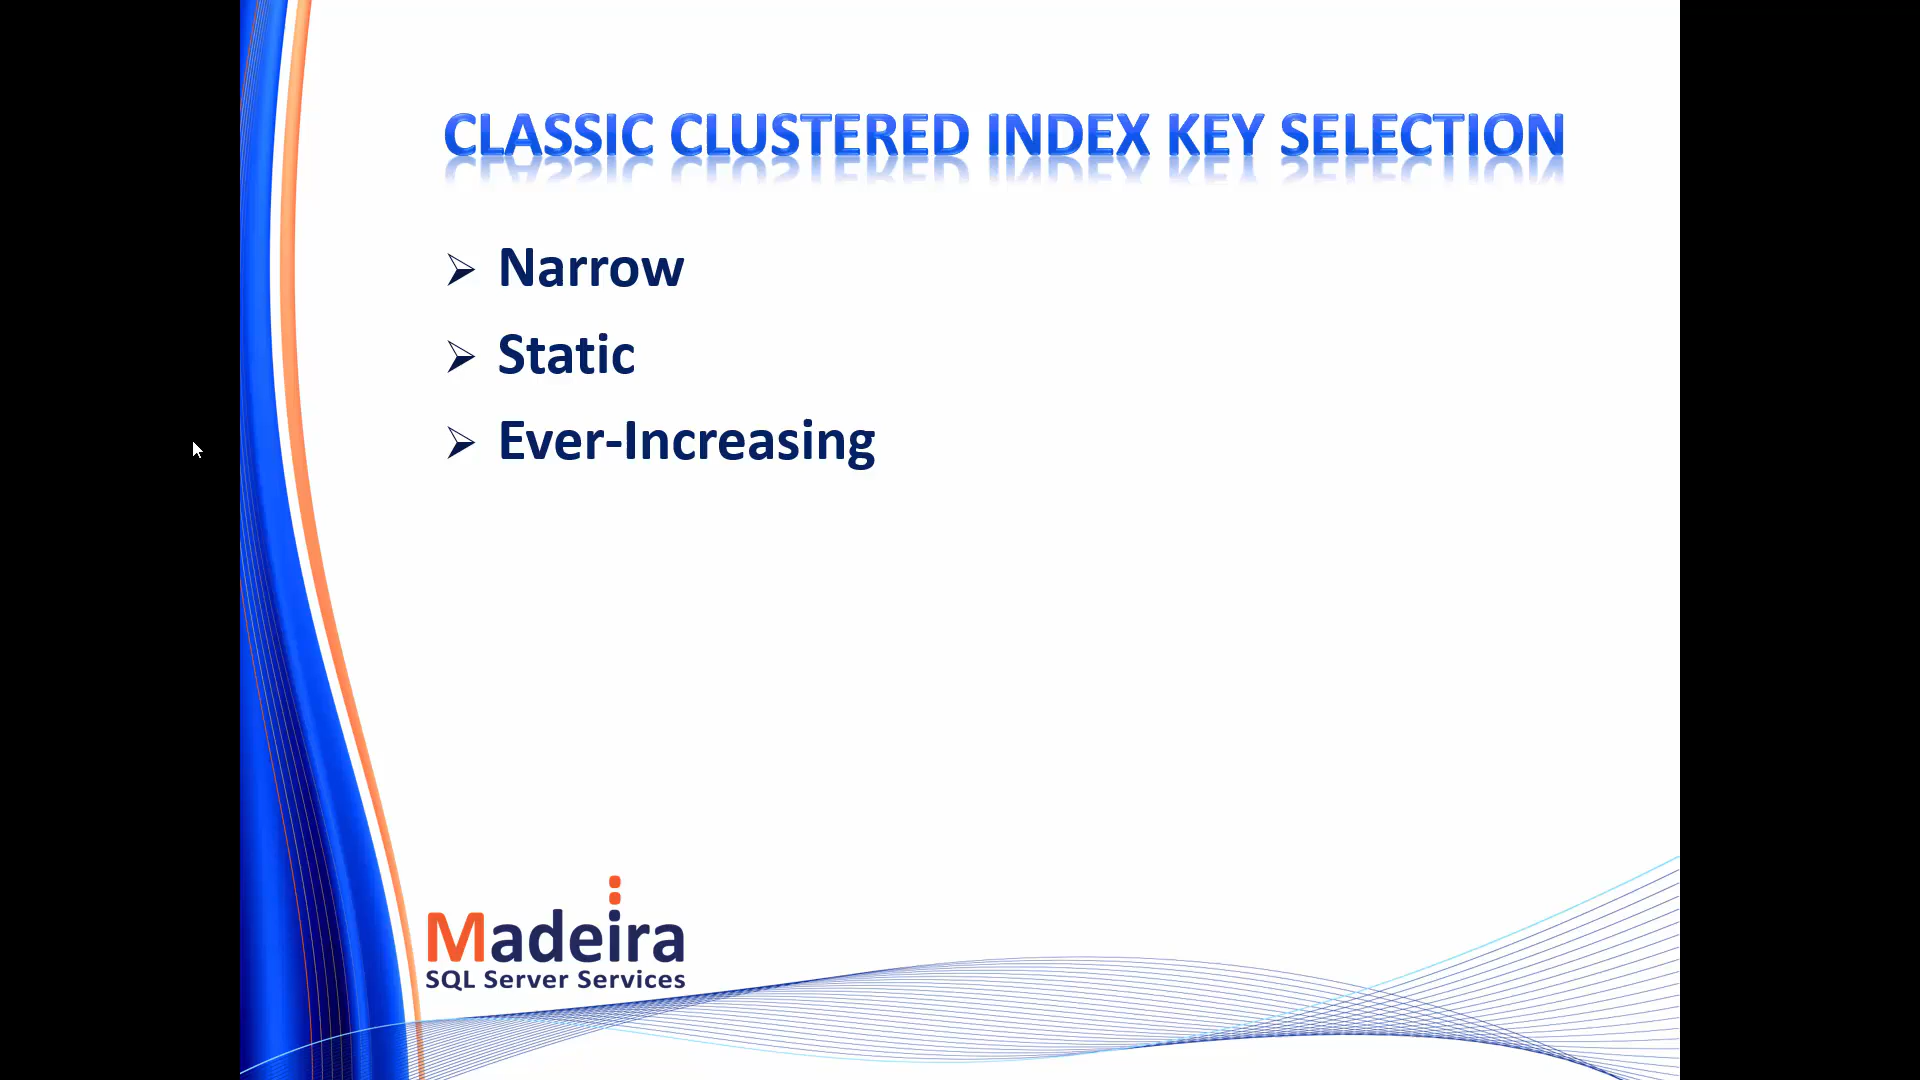 CLASSIC CLUSTERED INDEX KEY SELECTION
Narrow
Static
Ever-Increasing
Madeira
SQL Server Services